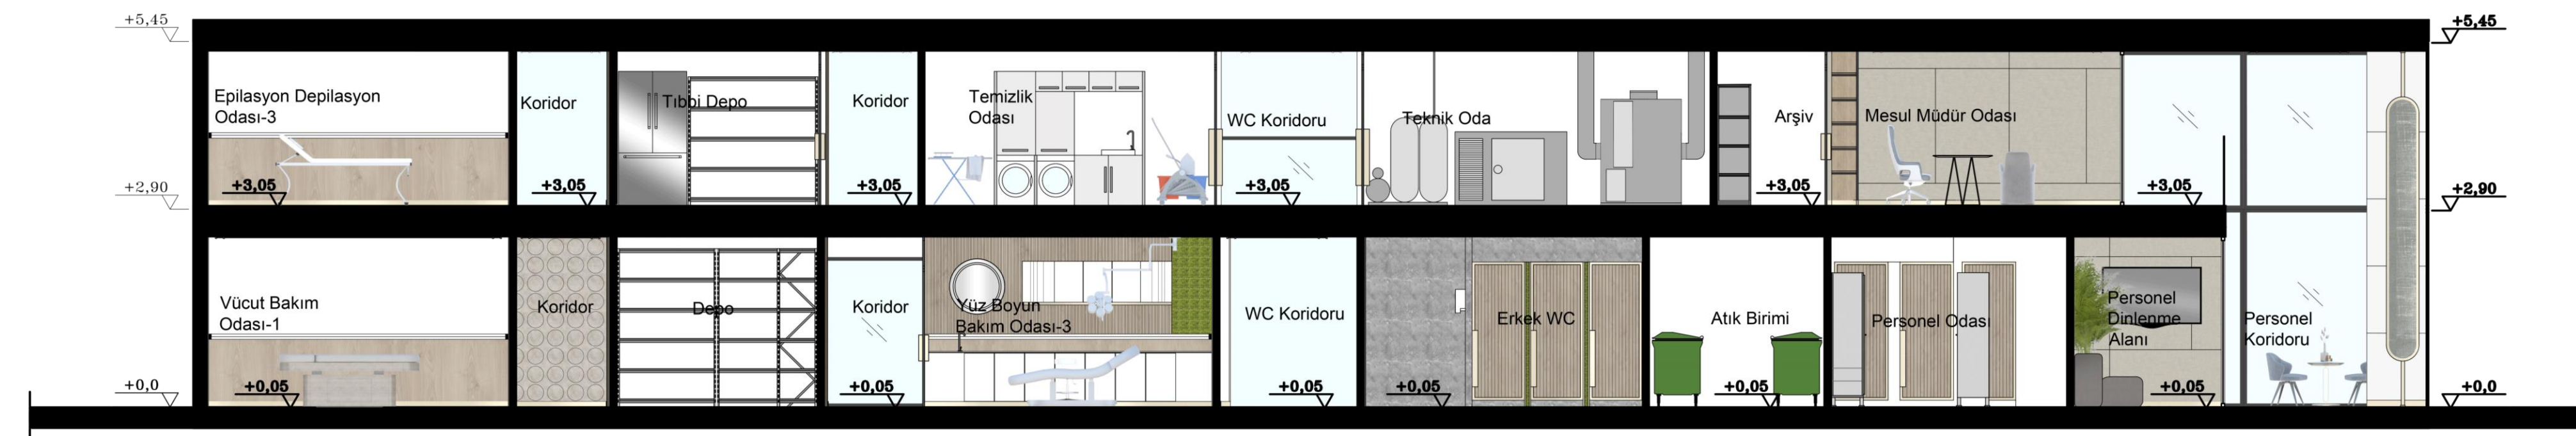 +5,45
+5,45
Epilasyon Depilasyon
Odası-3
Koridor
Tıbbi Depo
Koridor
Temizlik
Odası
WC Koridoru
Teknik Oda
Arşiv
Mesul Müdür Odası
+2,90
+3,05
+3,05
+3,05
+3,05
+3,05
+3,05
+2,90
Vücut Bakım
Odası-1
Koridor
Depo
Koridor
Yüz Boyun
Bakım Odası-3
WC Koridoru
Erkek WC
Atık Birimi
Personel Odası
Personel
Dinlenme
Alanı
Personel
Koridoru
+0,0
+0,05
+0,05
+0,05
+0,05
+0,05
+0,05
+0,0